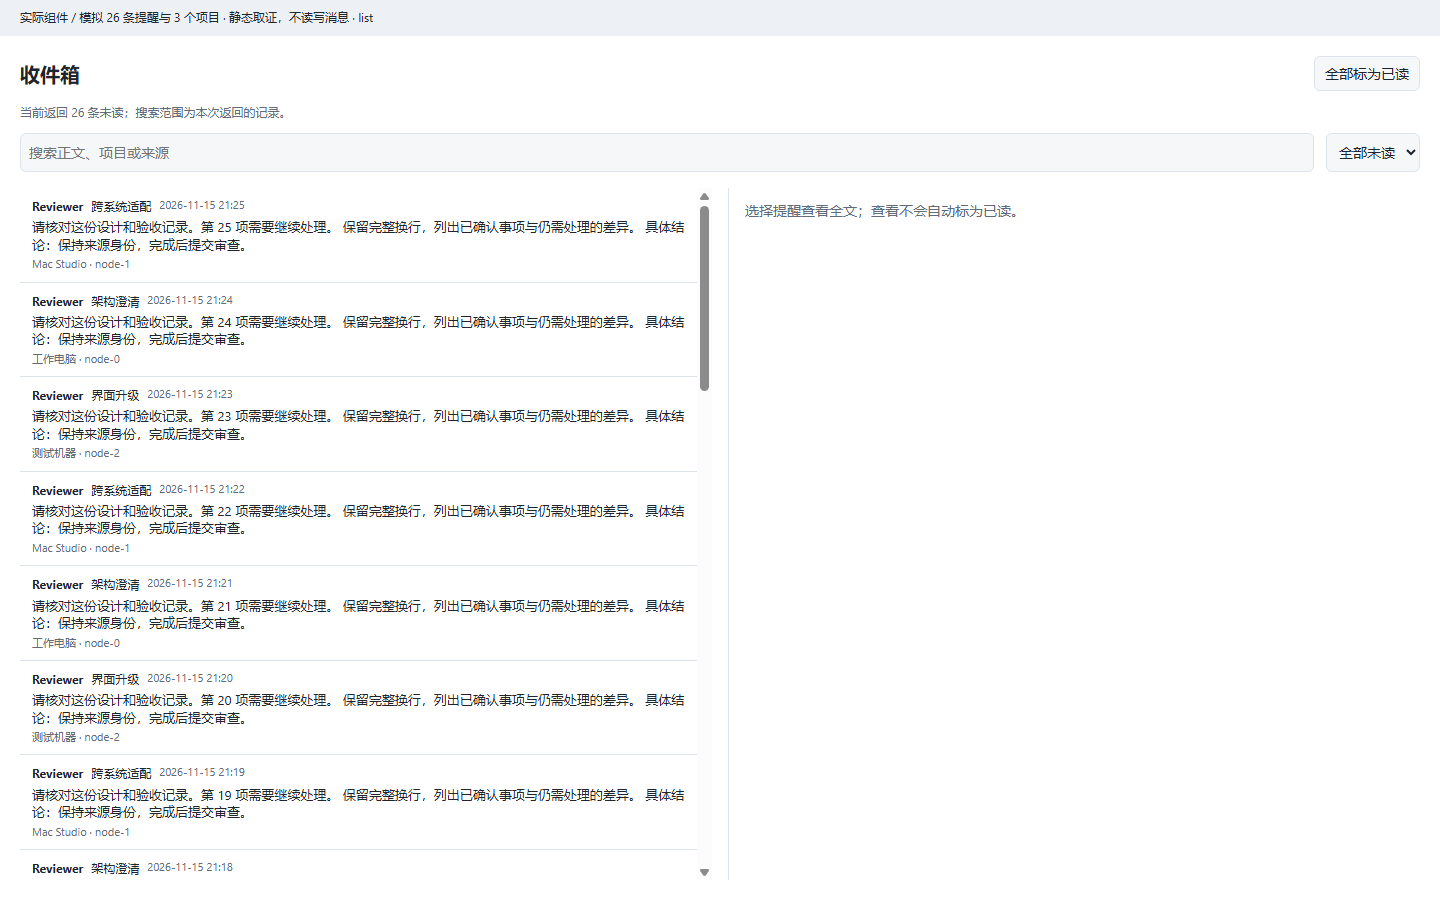 实际组件 / 模拟 26 条提醒与 3 个项目 · 静态取证，不读写消息 · list
收件箱
全部标为已读
当前返回 26 条未读；搜索范围为本次返回的记录。
搜索正文、项目或来源
全部未读
Reviewer 跨系统适配 2026-11-15 21:25
请核对这份设计和验收记录。第 25 项需要继续处理。 保留完整换行，列出已确认事项与仍需处理的差异。 具体结
论：保持来源身份，完成后提交审查。
Mac Studio · node-1
Reviewer 架构澄清 2026-11-15 21:24
请核对这份设计和验收记录。第 24 项需要继续处理。 保留完整换行，列出已确认事项与仍需处理的差异。 具体结
论：保持来源身份，完成后提交审查。
工作电脑 · node-0
Reviewer 界面升级 2026-11-15 21:23
请核对这份设计和验收记录。第 23 项需要继续处理。 保留完整换行，列出已确认事项与仍需处理的差异。 具体结
论：保持来源身份，完成后提交审查。
测试机器 · node-2
Reviewer 跨系统适配 2026-11-15 21:22
请核对这份设计和验收记录。第 22 项需要继续处理。 保留完整换行，列出已确认事项与仍需处理的差异。 具体结
论：保持来源身份，完成后提交审查。
Mac Studio · node-1
Reviewer 架构澄清 2026-11-15 21:21
请核对这份设计和验收记录。第 21 项需要继续处理。 保留完整换行，列出已确认事项与仍需处理的差异。 具体结
论：保持来源身份，完成后提交审查。
工作电脑 · node-0
Reviewer 界面升级 2026-11-15 21:20
请核对这份设计和验收记录。第 20 项需要继续处理。 保留完整换行，列出已确认事项与仍需处理的差异。 具体结
论：保持来源身份，完成后提交审查。
测试机器 · node-2
Reviewer 跨系统适配 2026-11-15 21:19
请核对这份设计和验收记录。第 19 项需要继续处理。 保留完整换行，列出已确认事项与仍需处理的差异。 具体结
论：保持来源身份，完成后提交审查。
Mac Studio · node-1
Reviewer 架构澄清 2026-11-15 21:18
选择提醒查看全文；查看不会自动标为已读。